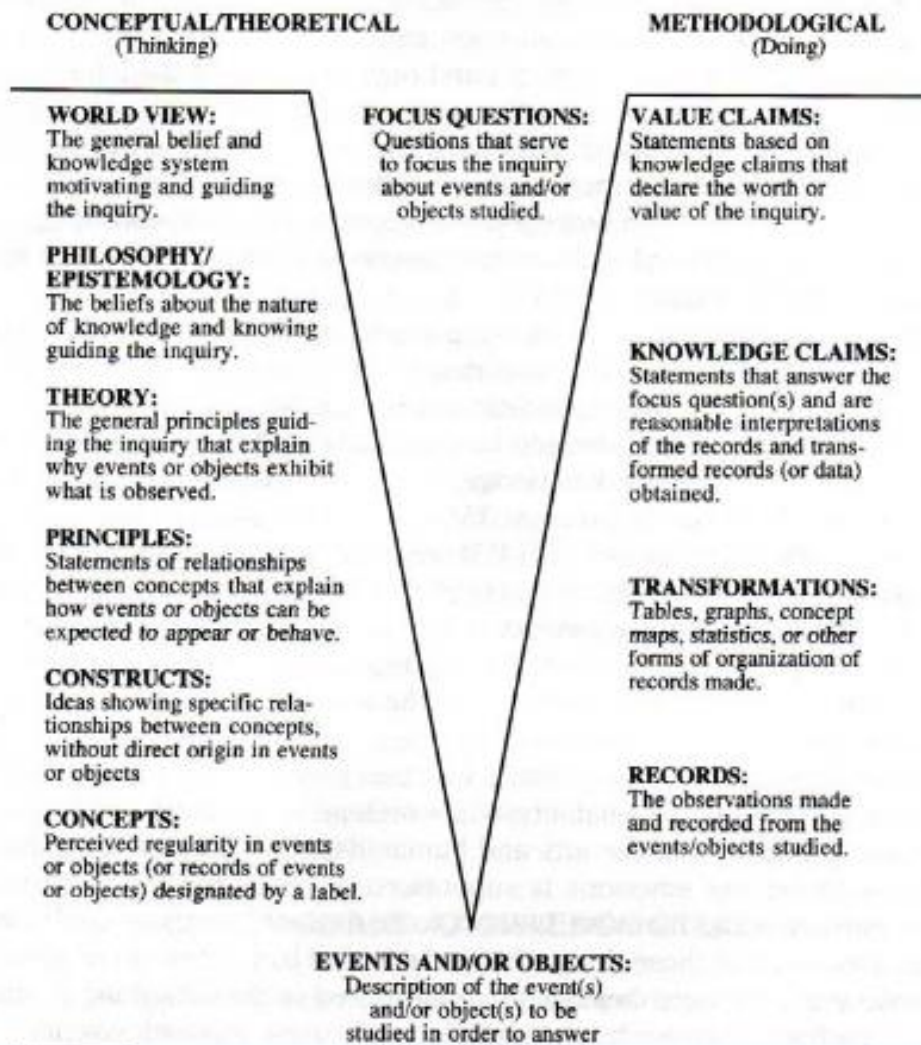 CONCEPTUAL/THEORETICAL
(Thinking)
WORLD VIEW:
The general belief and
knowledge system
motivating and guiding
the inquiry.
PHILOSOPHY/
EPISTEMOLOGY:
The beliefs about the nature
of knowledge and knowing
guiding the inquiry.
THEORY:
The general principles guid-
ing the inquiry that explain
why events or objects exhibit
what is observed.
PRINCIPLES:
Statements of relationships
between concepts that explain
how events or objects can be
expected to appear or behave.
CONSTRUCTS:
Ideas showing specific rela-
tionships between concepts,
without direct origin in events
or objects
CONCEPTS:
Perceived regularity in events
or objects (or records of events
or objects) designated by a label.
FOCUS QUESTIONS:
Questions that serve
to focus the inquiry
about events and/or
objects studied.
METHODOLOGICAL
(Doing)
VALUE CLAIMS:
Statements based on
knowledge claims that
declare the worth or
value of the inquiry.
KNOWLEDGE CLAIMS:
Statements that answer the
focus question(s) and are
reasonable interpretations
of the records and trans-
formed records (or data)
obtained.
TRANSFORMATIONS:
Tables, graphs, concept
maps, statistics, or other
forms of organization of
records made.
RECORDS:
The observations made
and recorded from the
events/objects studied.
EVENTS AND/OR OBJECTS:
Description of the event(s)
and/or object(s) to be
studied in order to answer